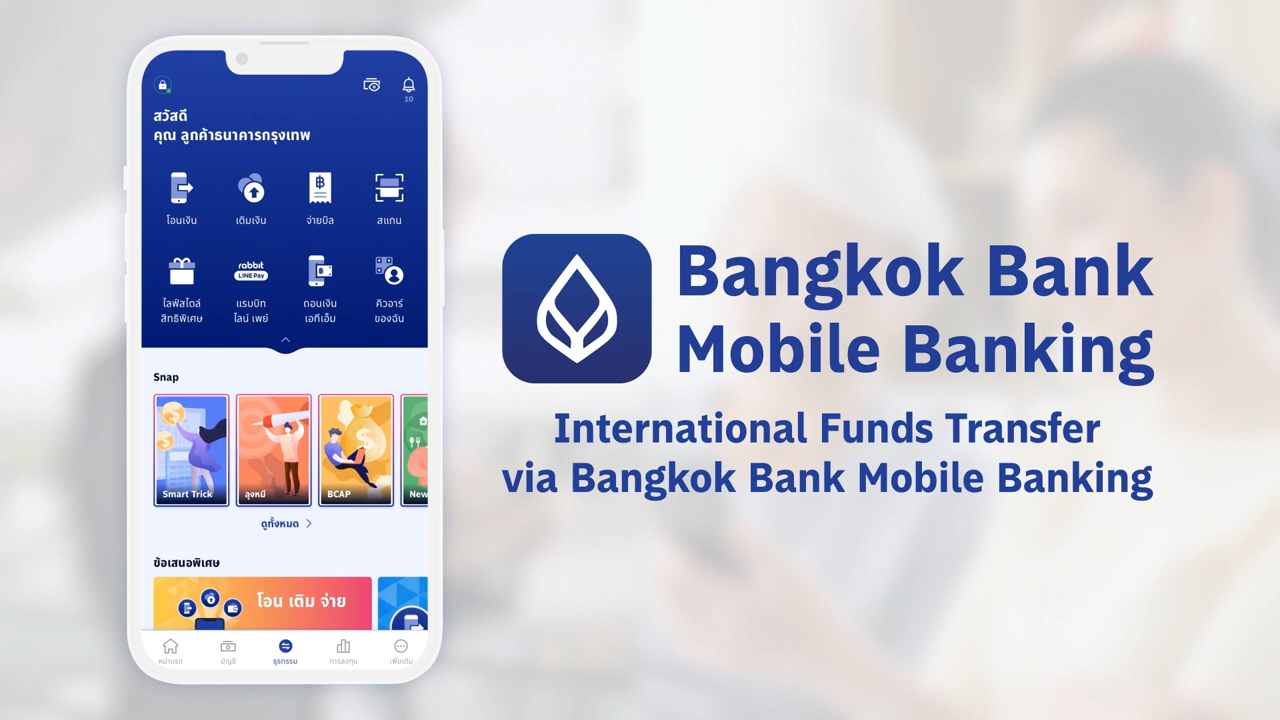 10
สวัสดี
คุณ ลูกค้าธนาคารกรุงเทพ
โอนเงิน
เติมเงิน
฿
จ่ายบิล
สแกน
ไลฟ์สไตล์
สิทธิพิเศษ
rabbit
LINE Pay
แรบบิท
ไลน์ เพย์
ถอนเงิน
เอทีเอ็ม
คิวอาร์
ของฉัน
Snap
Smart Trick
ลุงหมี
BCAP
New
ดูทั้งหมด
ข้อเสนอพิเศษ
โอน เติม จ่าย
หน้าแรก
บัญชี
ธุรกรรม
การลงทุน
เพิ่มเติม
Bangkok Bank
Mobile Banking
International Funds Transfer
via Bangkok Bank Mobile Banking